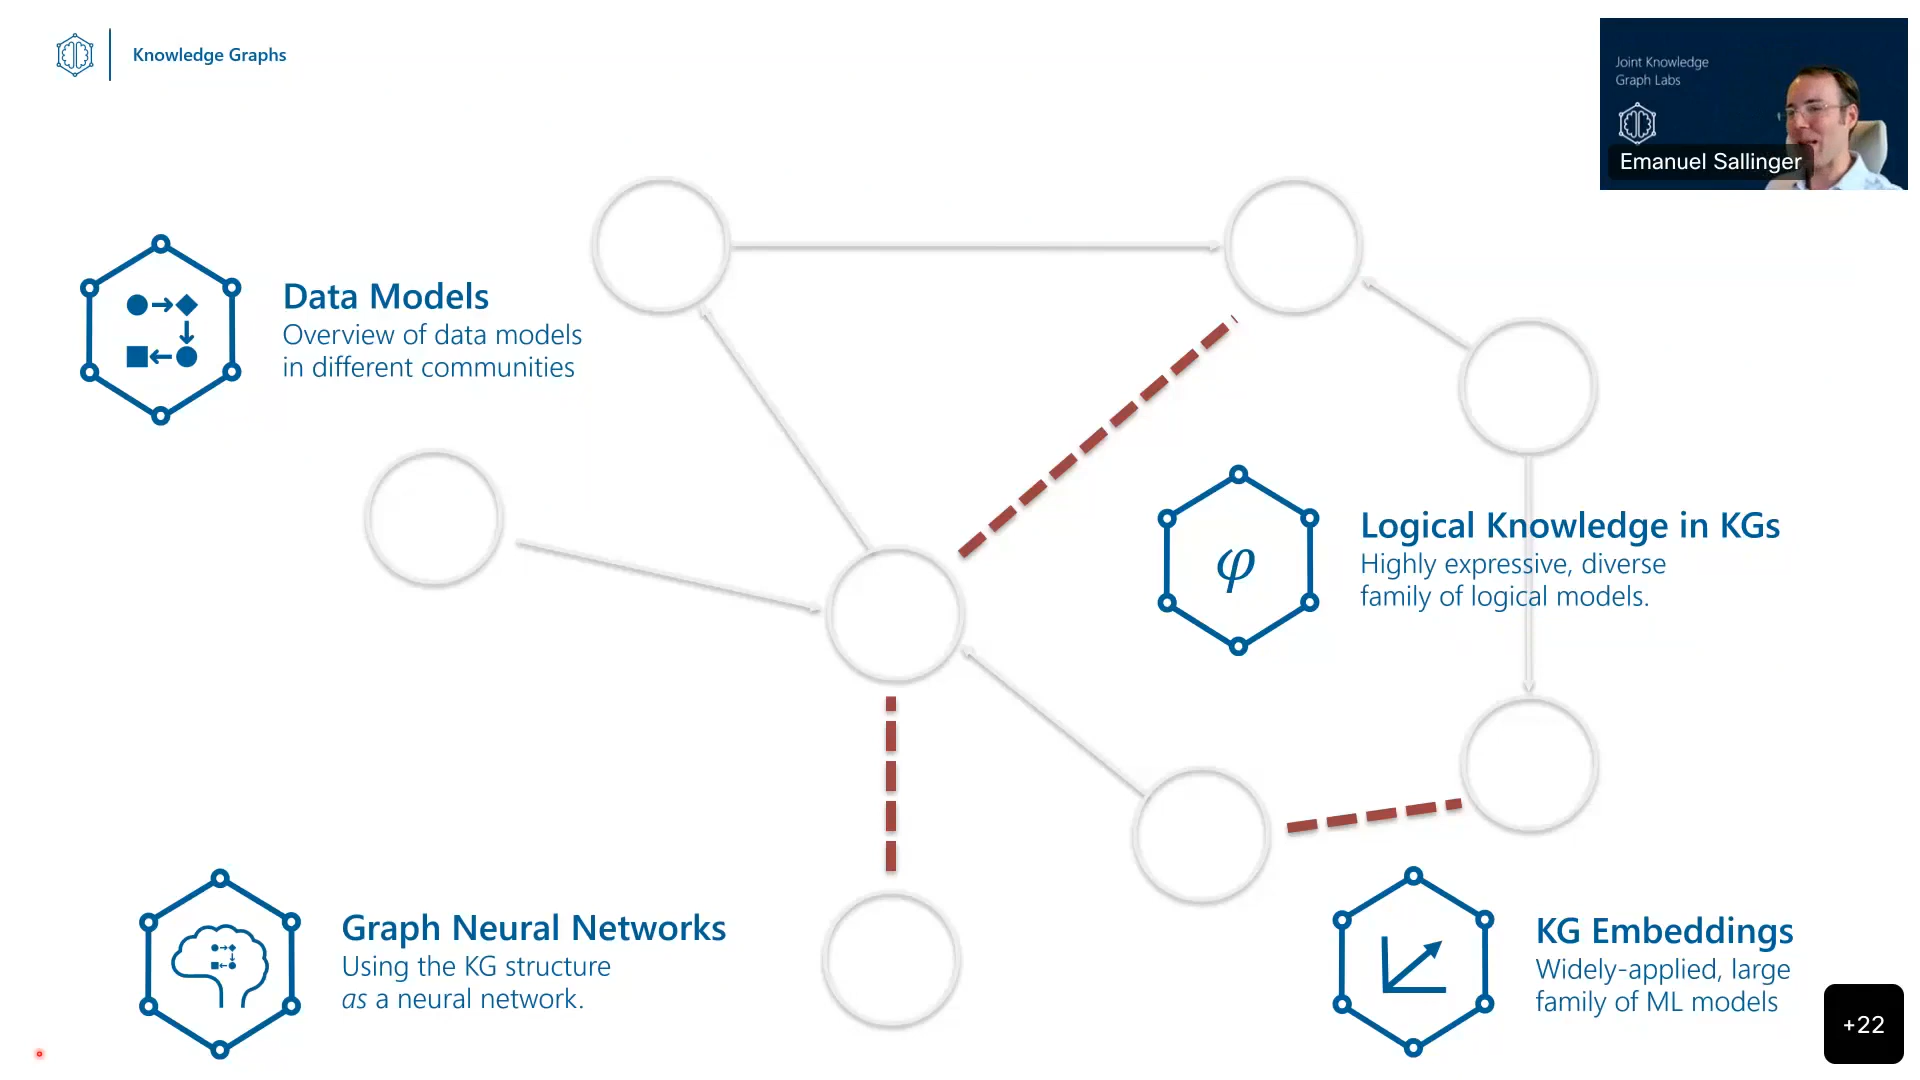 Knowledge Graphs
Joint Knowledge
Graph Labs
Emanuel Sallinger
Data Models
Overview of data models
in different communities
φ
Logical Knowledge in KGs
Highly expressive, diverse
family of logical models.
Graph Neural Networks
Using the KG structure
as a neural network.
KG Embeddings
Widely-applied, large
family of ML models
+22